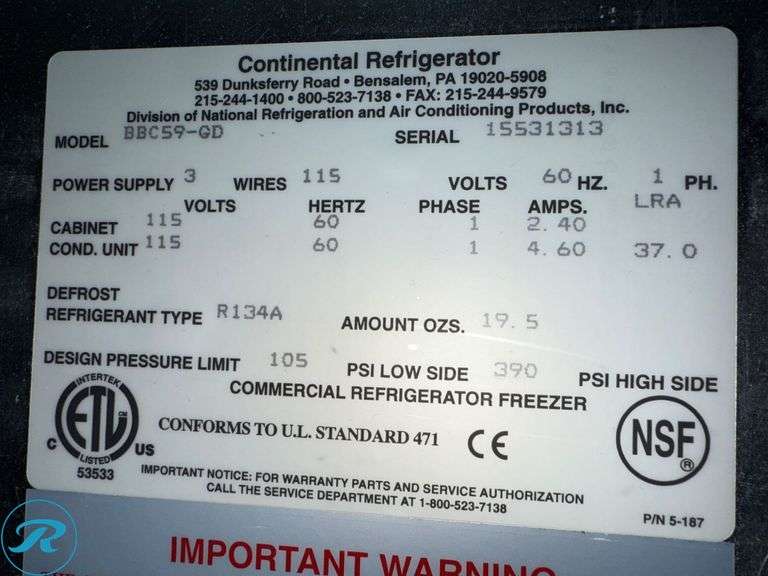 Continental Refrigerator
539 Dunksferry Road • Bensalem, PA 19020-5908
215-244-1400 • 800-523-7138 • FAX: 215-244-9579
Division of National Refrigeration and Air Conditioning Products, Inc.
MODEL BBC59-GD SERIAL 15531313
POWER SUPPLY 3 WIRES 115 VOLTS 60 HZ. 1 PH.
VOLTS HERTZ PHASE AMPS. LRA
CABINET 115 60 1 2.40
COND. UNIT 115 60 1 4.60 37.0
DEFROST
REFRIGERANT TYPE R134A AMOUNT OZS. 19.5
DESIGN PRESSURE LIMIT 105 PSI LOW SIDE 390 PSI HIGH SIDE
COMMERCIAL REFRIGERATOR FREEZER
INTERTEK
ETL CM
C US
LISTED
53533
CONFORMS TO U.L. STANDARD 471 CE
NSF ®
IMPORTANT NOTICE: FOR WARRANTY PARTS AND SERVICE AUTHORIZATION
CALL THE SERVICE DEPARTMENT AT 1-800-523-7138
P/N 5-187
R
IMPORTANT WARNING